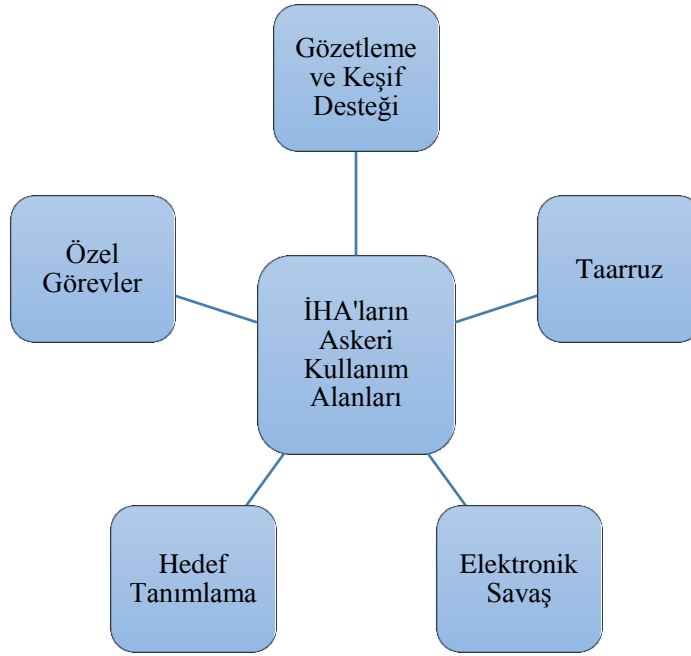 Gözetleme
ve Keşif
Desteği
Özel
Görevler
Taarruz
İHA'ların
Askeri
Kullanım
Alanları
Hedef
Tanımlama
Elektronik
Savaş